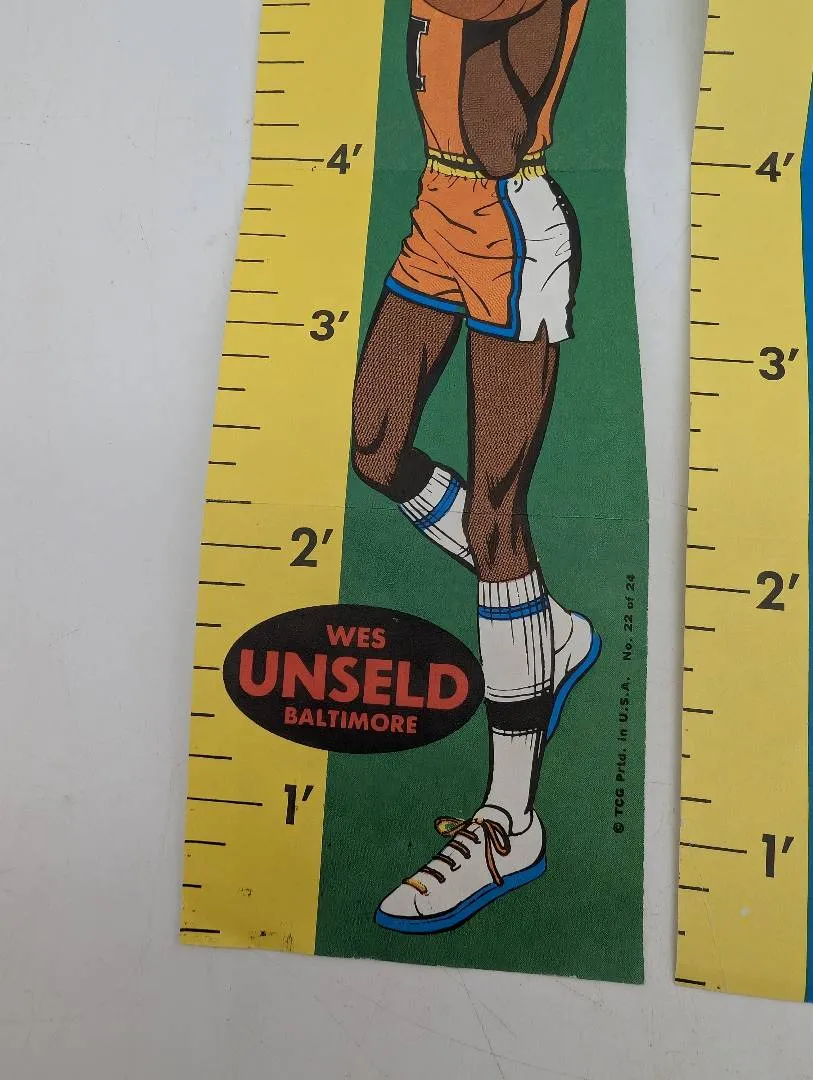 4'
3'
2'
WES
UNSELD
BALTIMORE
1'
© TCG Prtd. in U.S.A. No. 22 of 24
4'
3'
2'
1'